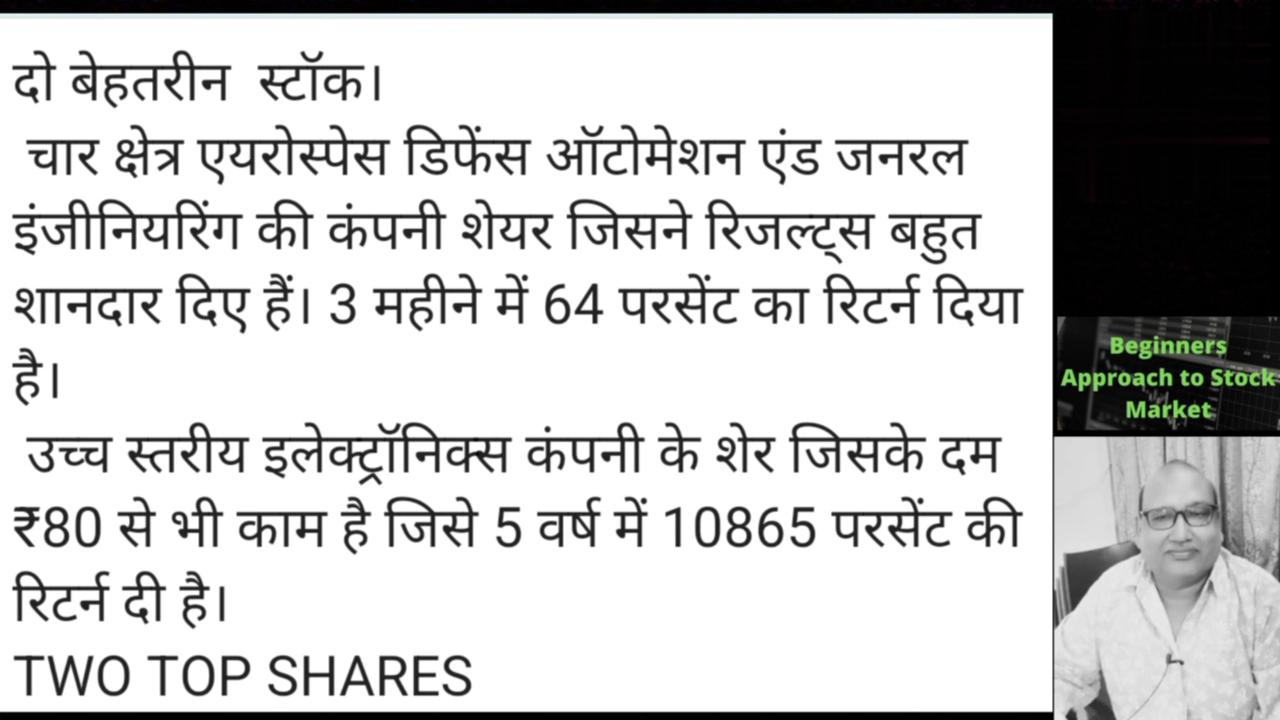 दो बेहतरीन स्टॉक।
चार क्षेत्र एयरोस्पेस डिफेंस ऑटोमेशन एंड जनरल
इंजीनियरिंग की कंपनी शेयर जिसने रिजल्ट्स बहुत
शानदार दिए हैं। 3 महीने में 64 परसेंट का रिटर्न दिया
है।
उच्च स्तरीय इलेक्ट्रॉनिक्स कंपनी के शेर जिसके दम
₹80 से भी काम है जिसे 5 वर्ष में 10865 परसेंट की
रिटर्न दी है।
TWO TOP SHARES
Beginners
Approach to Stock
Market